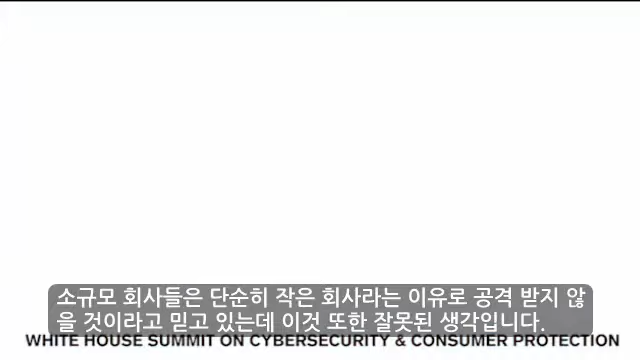 소규모 회사들은 단순히 작은 회사라는 이유로 공격 받지 않
을 것이라고 믿고 있는데 이것 또한 잘못된 생각입니다.
WHITE HOUSE SUMMIT ON CYBERSECURITY & CONSUMER PROTECTION